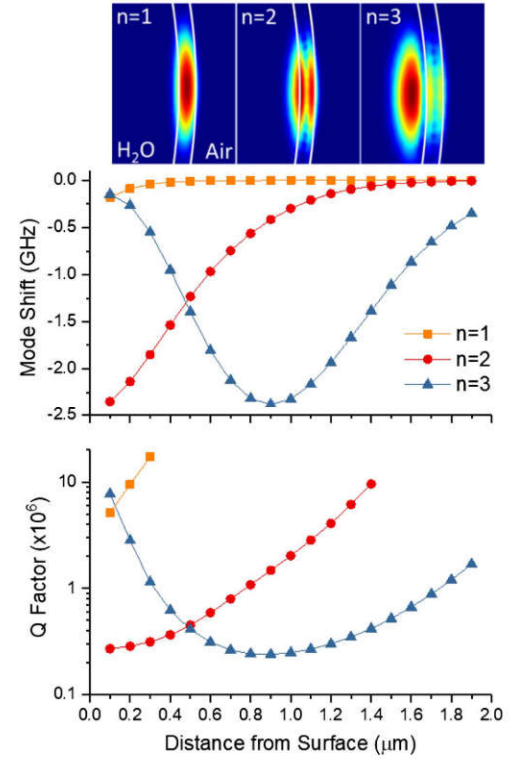 n=1 n=2 n=3
H₂O Air
0.0
-0.5
-1.0
-1.5
-2.0
-2.5
Mode Shift (GHz)
n=1
n=2
n=3
10
1
0.1
Q Factor (x10⁶)
0.0 0.2 0.4 0.6 0.8 1.0 1.2 1.4 1.6 1.8 2.0
Distance from Surface (μm)